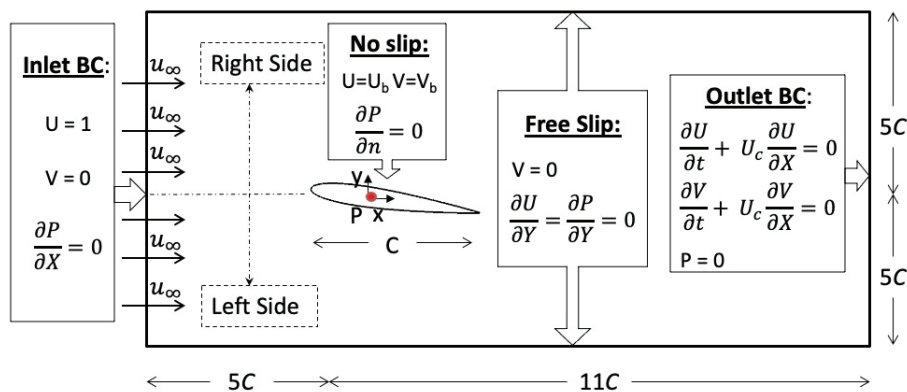 Inlet BC:
U = 1
V = 0
∂P/∂X = 0
u∞
u∞
u∞
u∞
u∞
u∞
Right Side
Left Side
No slip:
U=U_b V=V_b
∂P/∂n = 0
y
P x
C
Free Slip:
V = 0
∂U/∂Y = ∂P/∂Y = 0
Outlet BC:
∂U/∂t + U_c ∂U/∂X = 0
∂V/∂t + U_c ∂V/∂X = 0
P = 0
5C
5C
5C
11C